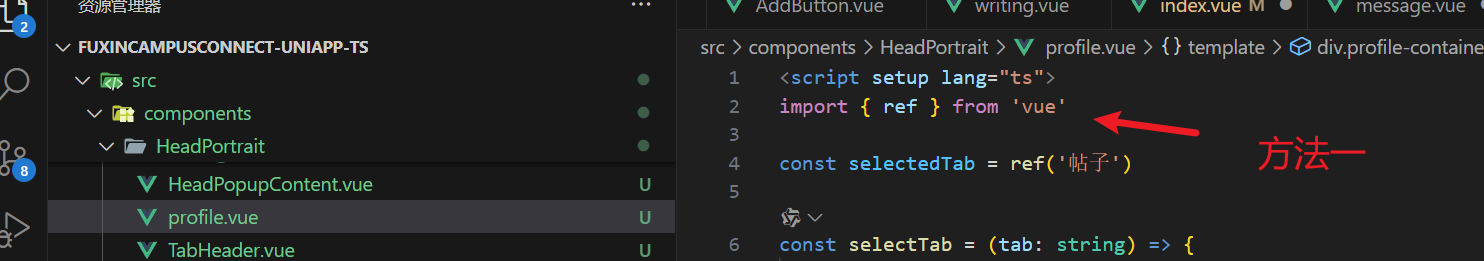 资源管理器
···
2
AddButton.vue
writing.vue
index.vue M
message.vue
FUXINCAMPUSCONNECT-UNIAPP-TS
src
components
HeadPortrait
HeadPopupContent.vue U
profile.vue U
TabHeader.vue U
8
src > components > HeadPortrait > profile.vue > {} template > div.profile-container
1 <script setup lang="ts">
2 import { ref } from 'vue'
3
4 const selectedTab = ref('帖子')
5
6 const selectTab = (tab: string) => {
方法一